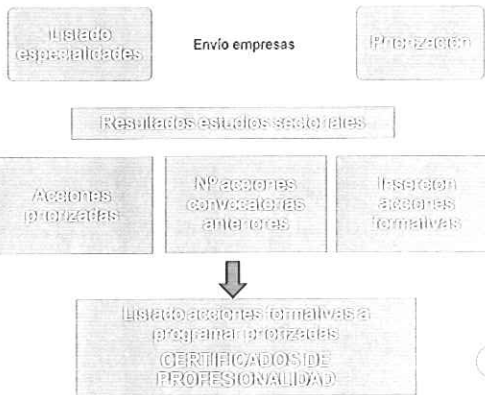 Listado
especialidades
Envío empresas
Priorización
Resultados estudios sectoriales
Acciones
priorizadas
Nº acciones
convocatorias
anteriores
Inserción
acciones
formativas
Listado acciones formativas a
programar priorizadas
CERTIFICADOS DE
PROFESIONALIDAD